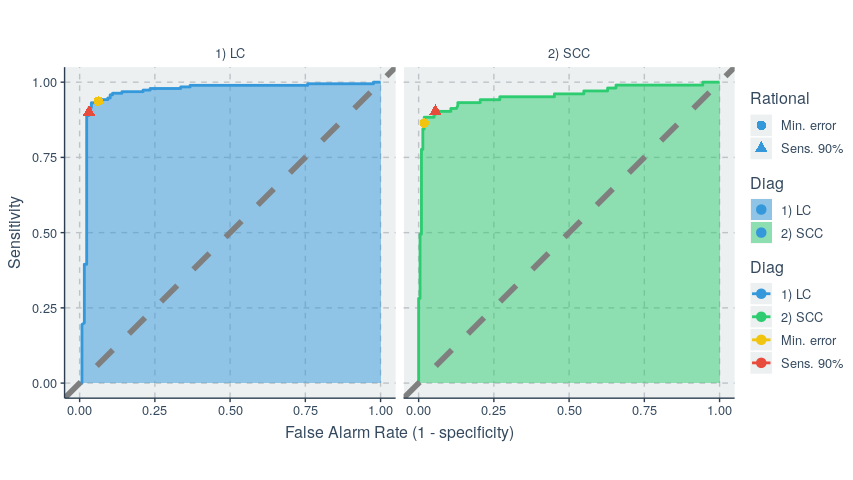 1) LC
2) SCC
1.00
0.75
0.50
0.25
0.00
Sensitivity
0.00 0.25 0.50 0.75 1.00
0.00 0.25 0.50 0.75 1.00
False Alarm Rate (1 - specificity)
Rational
Min. error
Sens. 90%
Diag
1) LC
2) SCC
Diag
1) LC
2) SCC
Min. error
Sens. 90%